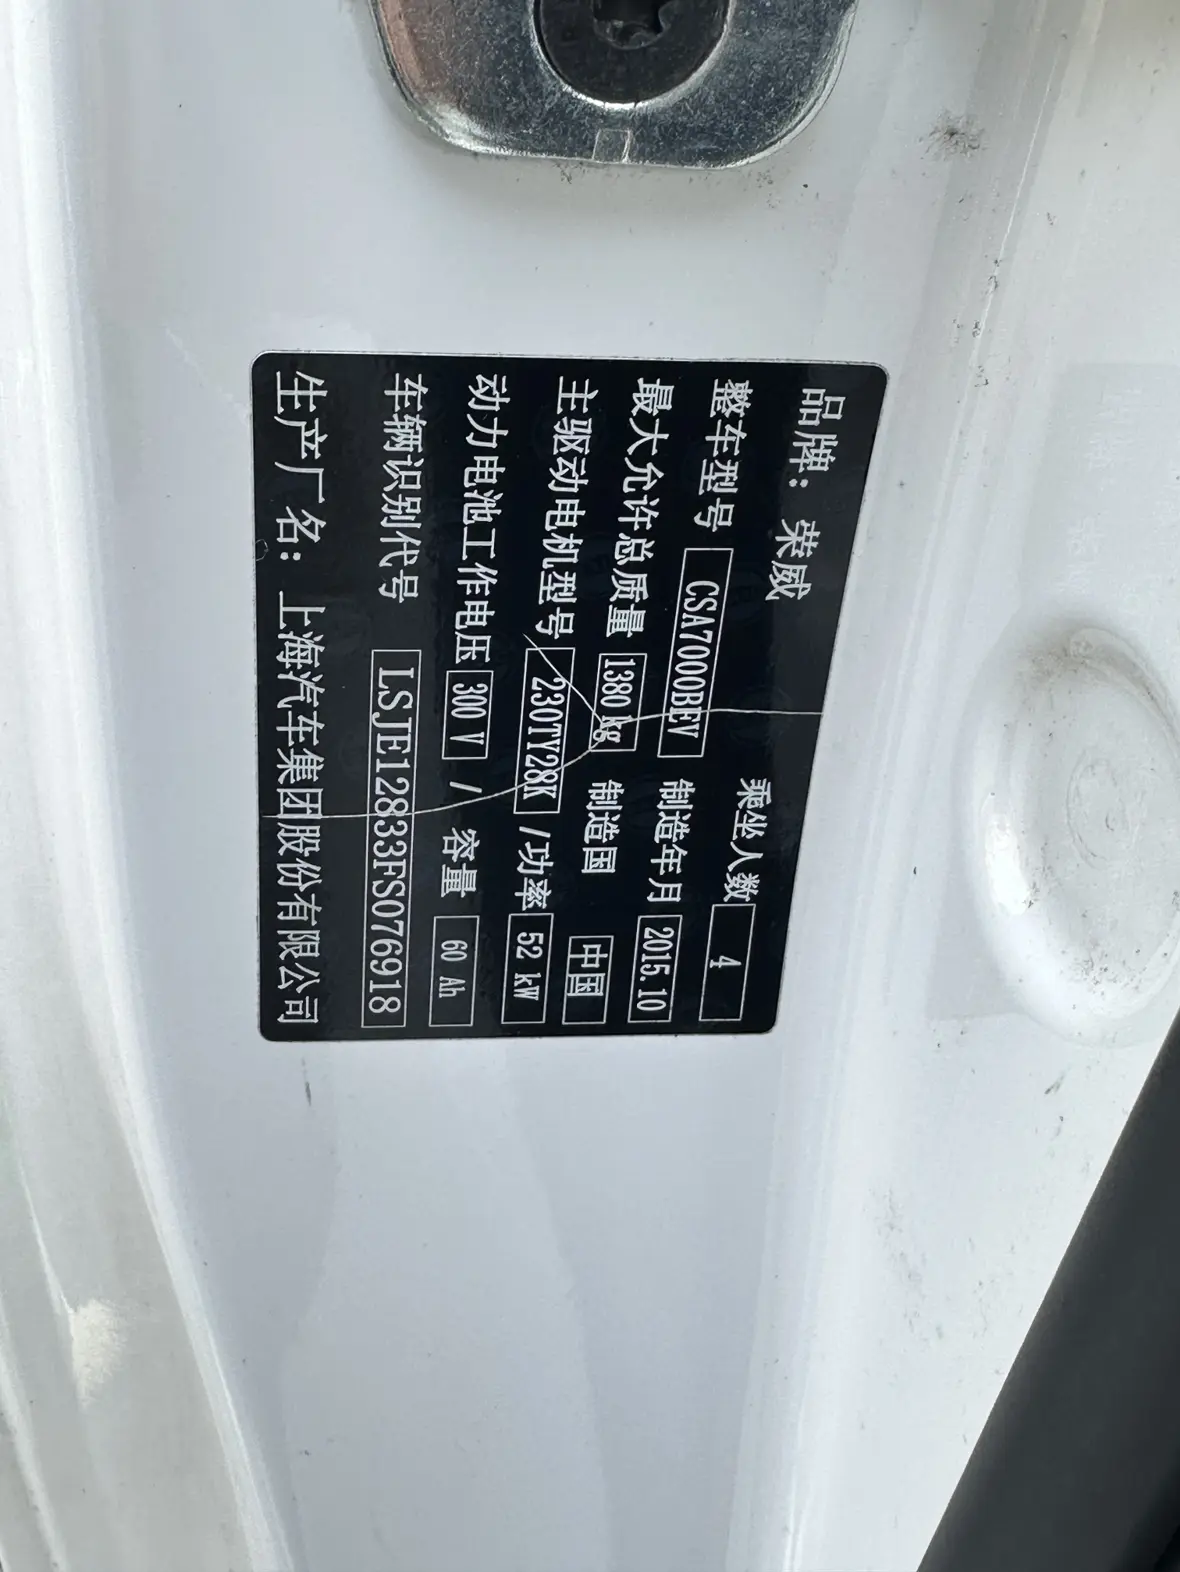 品牌：荣威 乘坐人数 4
整车型号 CSA7000BEV 制造年月 2015.10
最大允许总质量 1380 kg 制造国 中国
主驱动电机型号 230TY28K /功率 52 kW
动力电池工作电压 300 V / 容量 60 Ah
车辆识别代号 LSJE12833FS076918
生产厂名：上海汽车集团股份有限公司